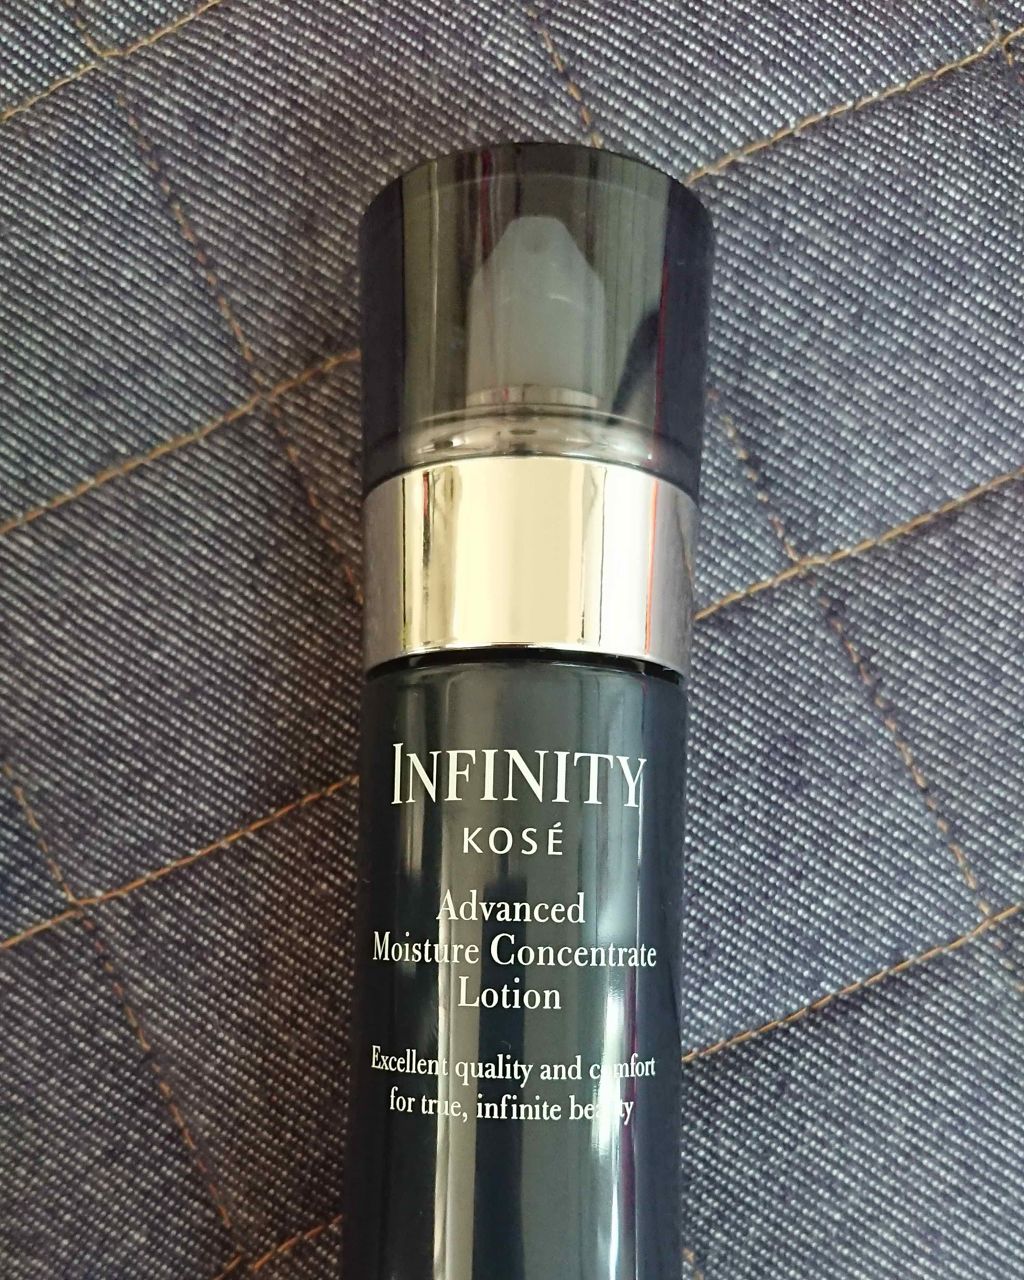 INFINITY
KOSÉ
Advanced
Moisture Concentrate
Lotion
Excellent quality and comfort
for true, infinite beauty